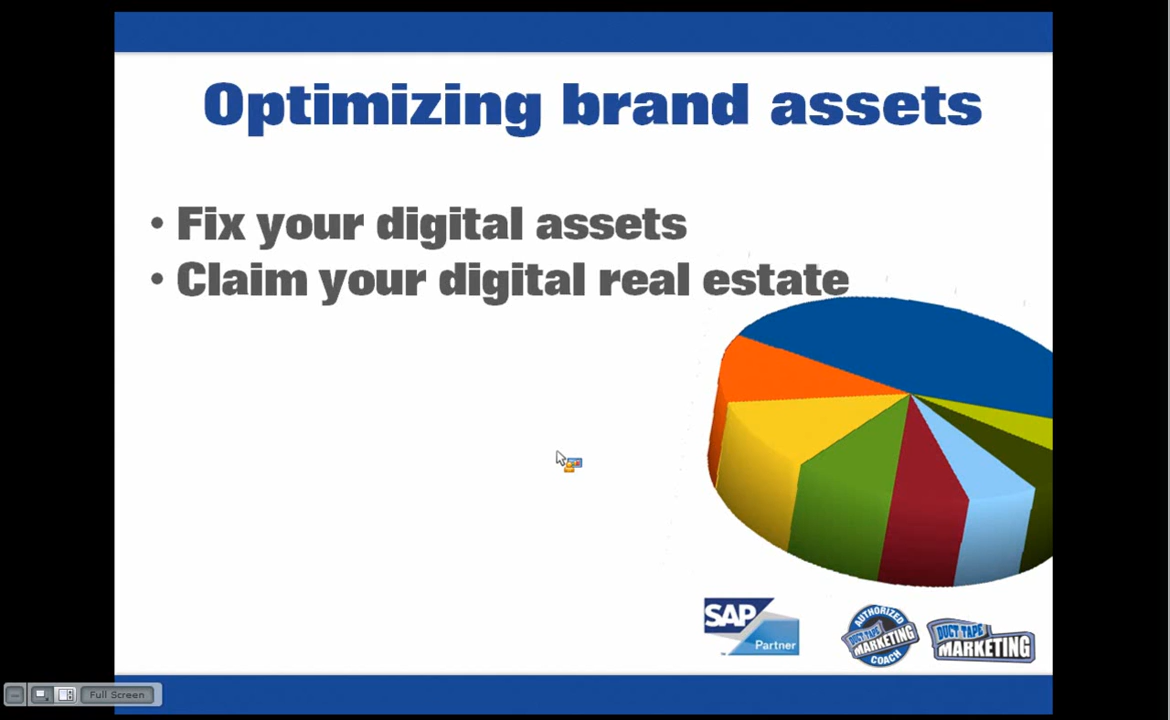 Optimizing brand assets
• Fix your digital assets
• Claim your digital real estate
SAP
Partner
AUTHORIZED
DUCT TAPE
MARKETING
COACH
DUCT TAPE
MARKETING
Full Screen